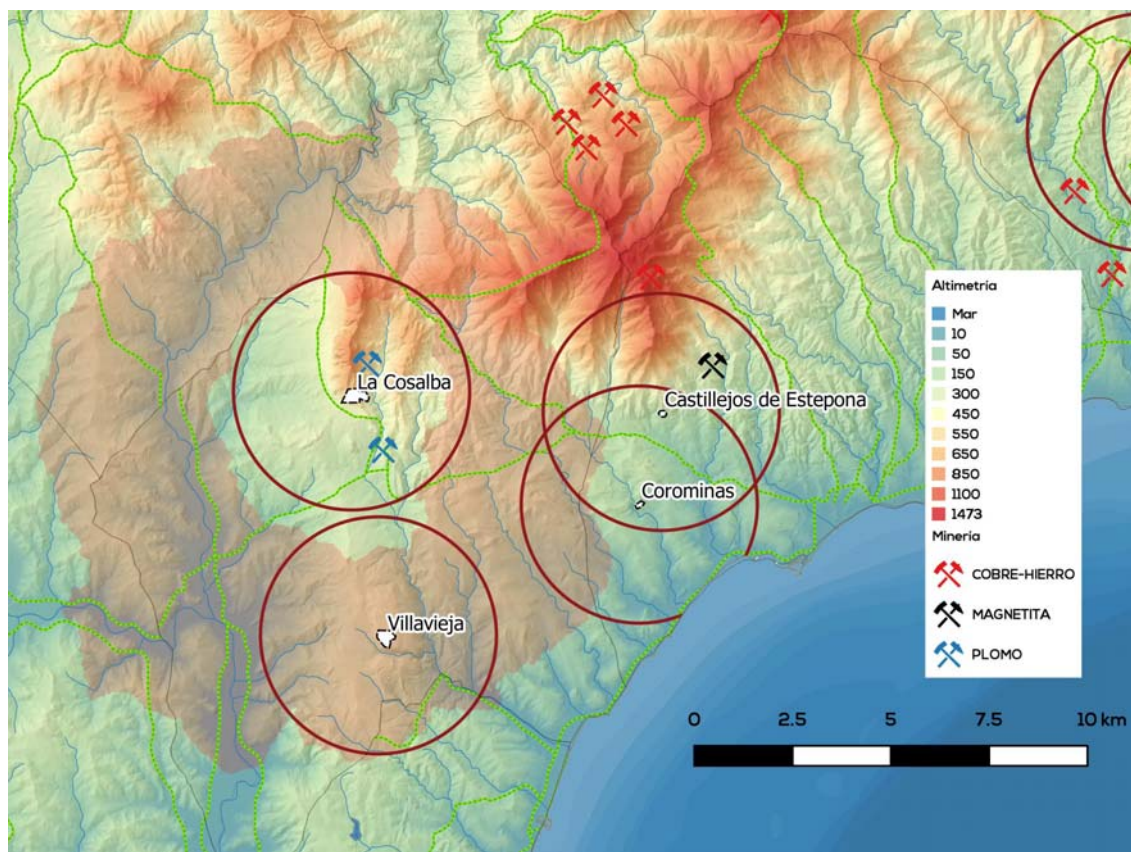 La Cosalba
Castillejos de Estepona
Corominas
Villavieja
Altimetría
Mar
10
50
150
300
450
550
650
850
1100
1473
Minería
COBRE-HIERRO
MAGNETITA
PLOMO
0 2.5 5 7.5 10 km